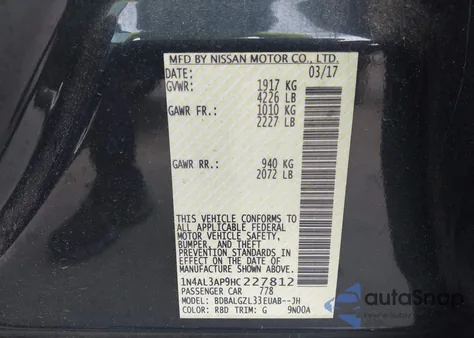 MFD BY NISSAN MOTOR CO., LTD.
DATE: 03/17
GVWR: 1917 KG
4226 LB
GAWR FR.: 1010 KG
2227 LB
GAWR RR.: 940 KG
2072 LB
THIS VEHICLE CONFORMS TO
ALL APPLICABLE FEDERAL
MOTOR VEHICLE SAFETY,
BUMPER, AND THEFT
PREVENTION STANDARDS
IN EFFECT ON THE DATE
OF MANUFACTURE SHOWN
ABOVE.
1N4AL3AP9HC227812
PASSENGER CAR 778
MODEL: BDBALGZL33EUAB--JH
COLOR: RBD TRIM: G 9N00A
autoSnap